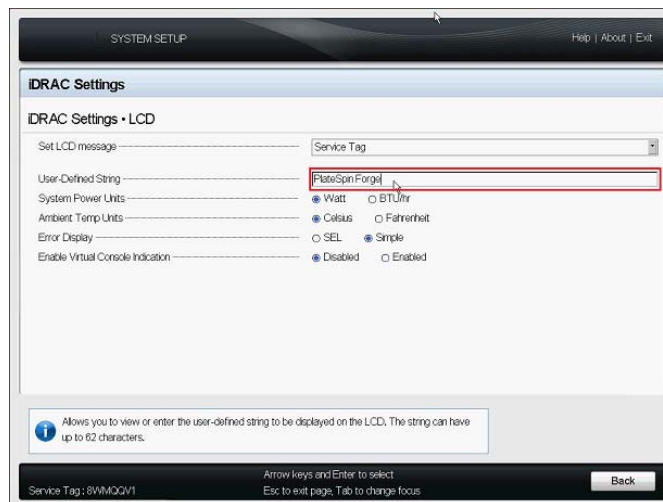 SYSTEM SETUP
Help | About | Exit
iDRAC Settings
iDRAC Settings • LCD
Set LCD message Service Tag
User-Defined String PlateSpin Forge
System Power Units Watt BTU/hr
Ambient Temp Units Celsius Fahrenheit
Error Display SEL Simple
Enable Virtual Console Indication Disabled Enabled
Allows you to view or enter the user-defined string to be displayed on the LCD. The string can have
up to 62 characters.
Arrow keys and Enter to select
Service Tag : 8WMQQV1 Esc to exit page, Tab to change focus
Back